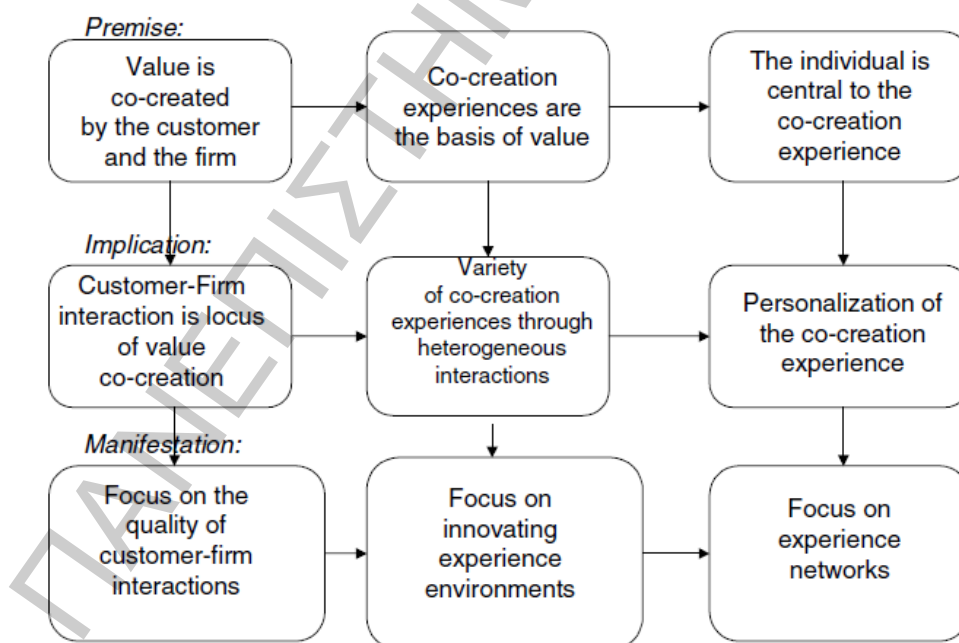 Premise:
Value is
co-created
by the customer
and the firm
Co-creation
experiences are
the basis of value
The individual is
central to the
co-creation
experience
Implication:
Customer-Firm
interaction is locus
of value
co-creation
Variety
of co-creation
experiences through
heterogeneous
interactions
Personalization of
the co-creation
experience
Manifestation:
Focus on the
quality of
customer-firm
interactions
Focus on
innovating
experience
environments
Focus on
experience
networks